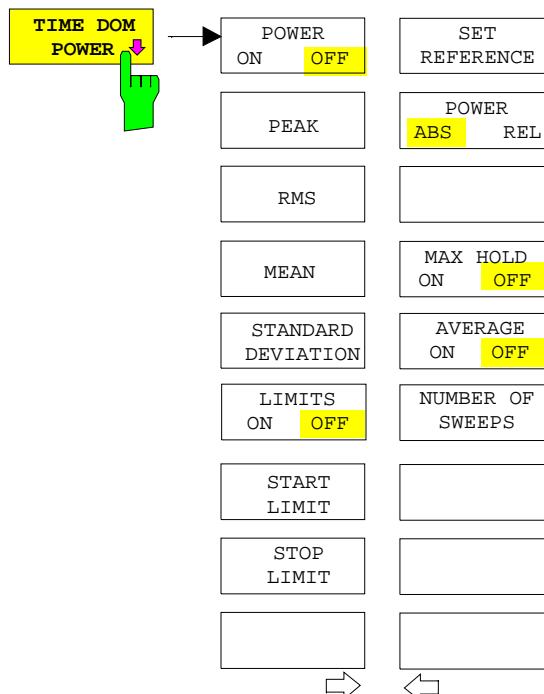 TIME DOM
POWER
POWER
ON OFF
PEAK
RMS
MEAN
STANDARD
DEVIATION
LIMITS
ON OFF
START
LIMIT
STOP
LIMIT
SET
REFERENCE
POWER
ABS REL
MAX HOLD
ON OFF
AVERAGE
ON OFF
NUMBER OF
SWEEPS